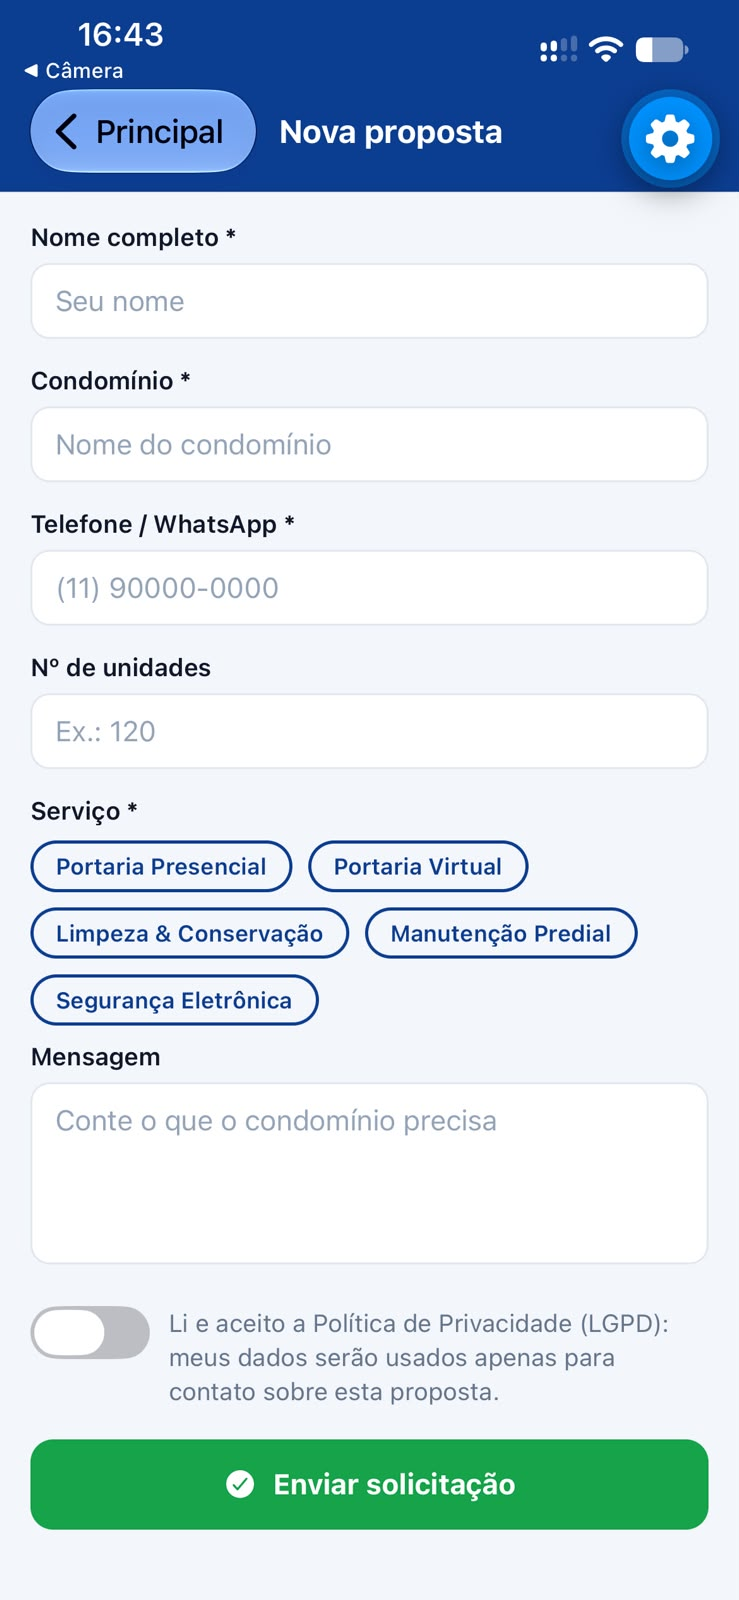 16:43
◀ Câmera
Principal
Nova proposta
Nome completo *
Seu nome
Condomínio *
Nome do condomínio
Telefone / WhatsApp *
(11) 90000-0000
Nº de unidades
Ex.: 120
Serviço *
Portaria Presencial
Portaria Virtual
Limpeza & Conservação
Manutenção Predial
Segurança Eletrônica
Mensagem
Conte o que o condomínio precisa
Li e aceito a Política de Privacidade (LGPD):
meus dados serão usados apenas para
contato sobre esta proposta.
Enviar solicitação